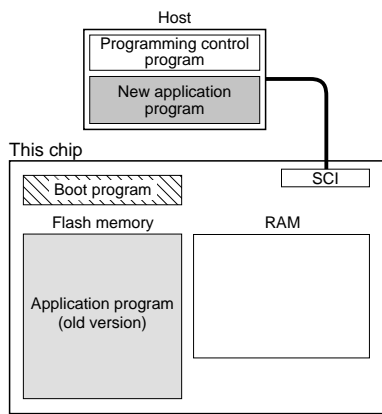 Host
Programming control
program
New application
program
This chip
SCI
Boot program
Flash memory
RAM
Application program
(old version)